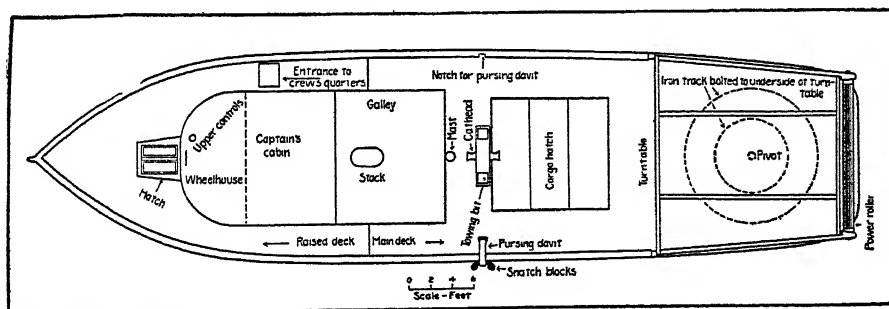 Entrance to
crew's quarters
Notch for pursing davit
Iron track bolted to underside of turn-
table
Upper controls
Galley
Mast
Cathead
Captain's
cabin
Cargo hatch
Turntable
Pivot
Stack
Wheelhouse
Hatch
Towing bit
Power roller
Raised deck
Main deck
Pursing davit
Snatch blocks
0 2 4 6
Scale-Feet